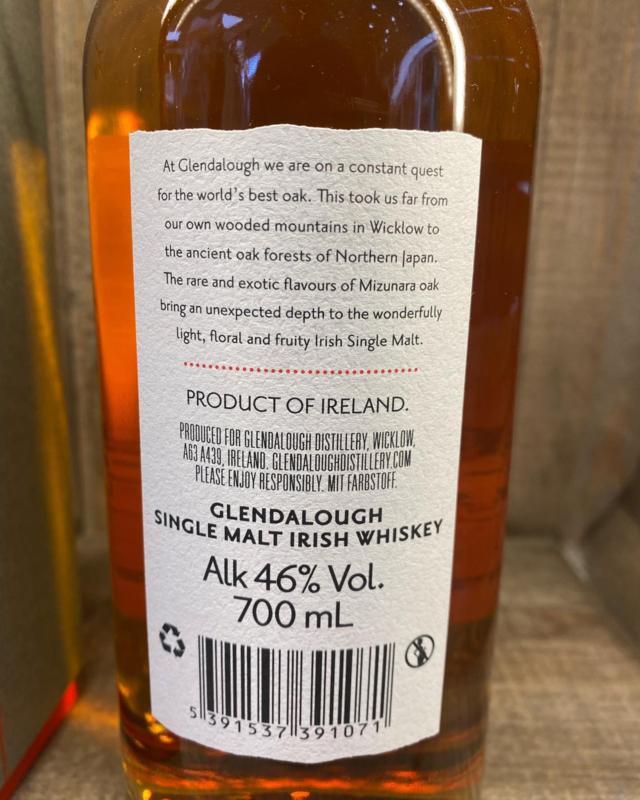 At Glendalough we are on a constant quest
for the world's best oak. This took us far from
our own wooded mountains in Wicklow to
the ancient oak forests of Northern Japan.
The rare and exotic flavours of Mizunara oak
bring an unexpected depth to the wonderfully
light, floral and fruity Irish Single Malt.
PRODUCT OF IRELAND.
PRODUCED FOR GLENDALOUGH DISTILLERY, WICKLOW,
A63 A439, IRELAND. GLENDALOUGHDISTILLERY.COM
PLEASE ENJOY RESPONSIBLY. MIT FARBSTOFF.
GLENDALOUGH
SINGLE MALT IRISH WHISKEY
Alk 46% Vol.
700 mL
5 391537 391071